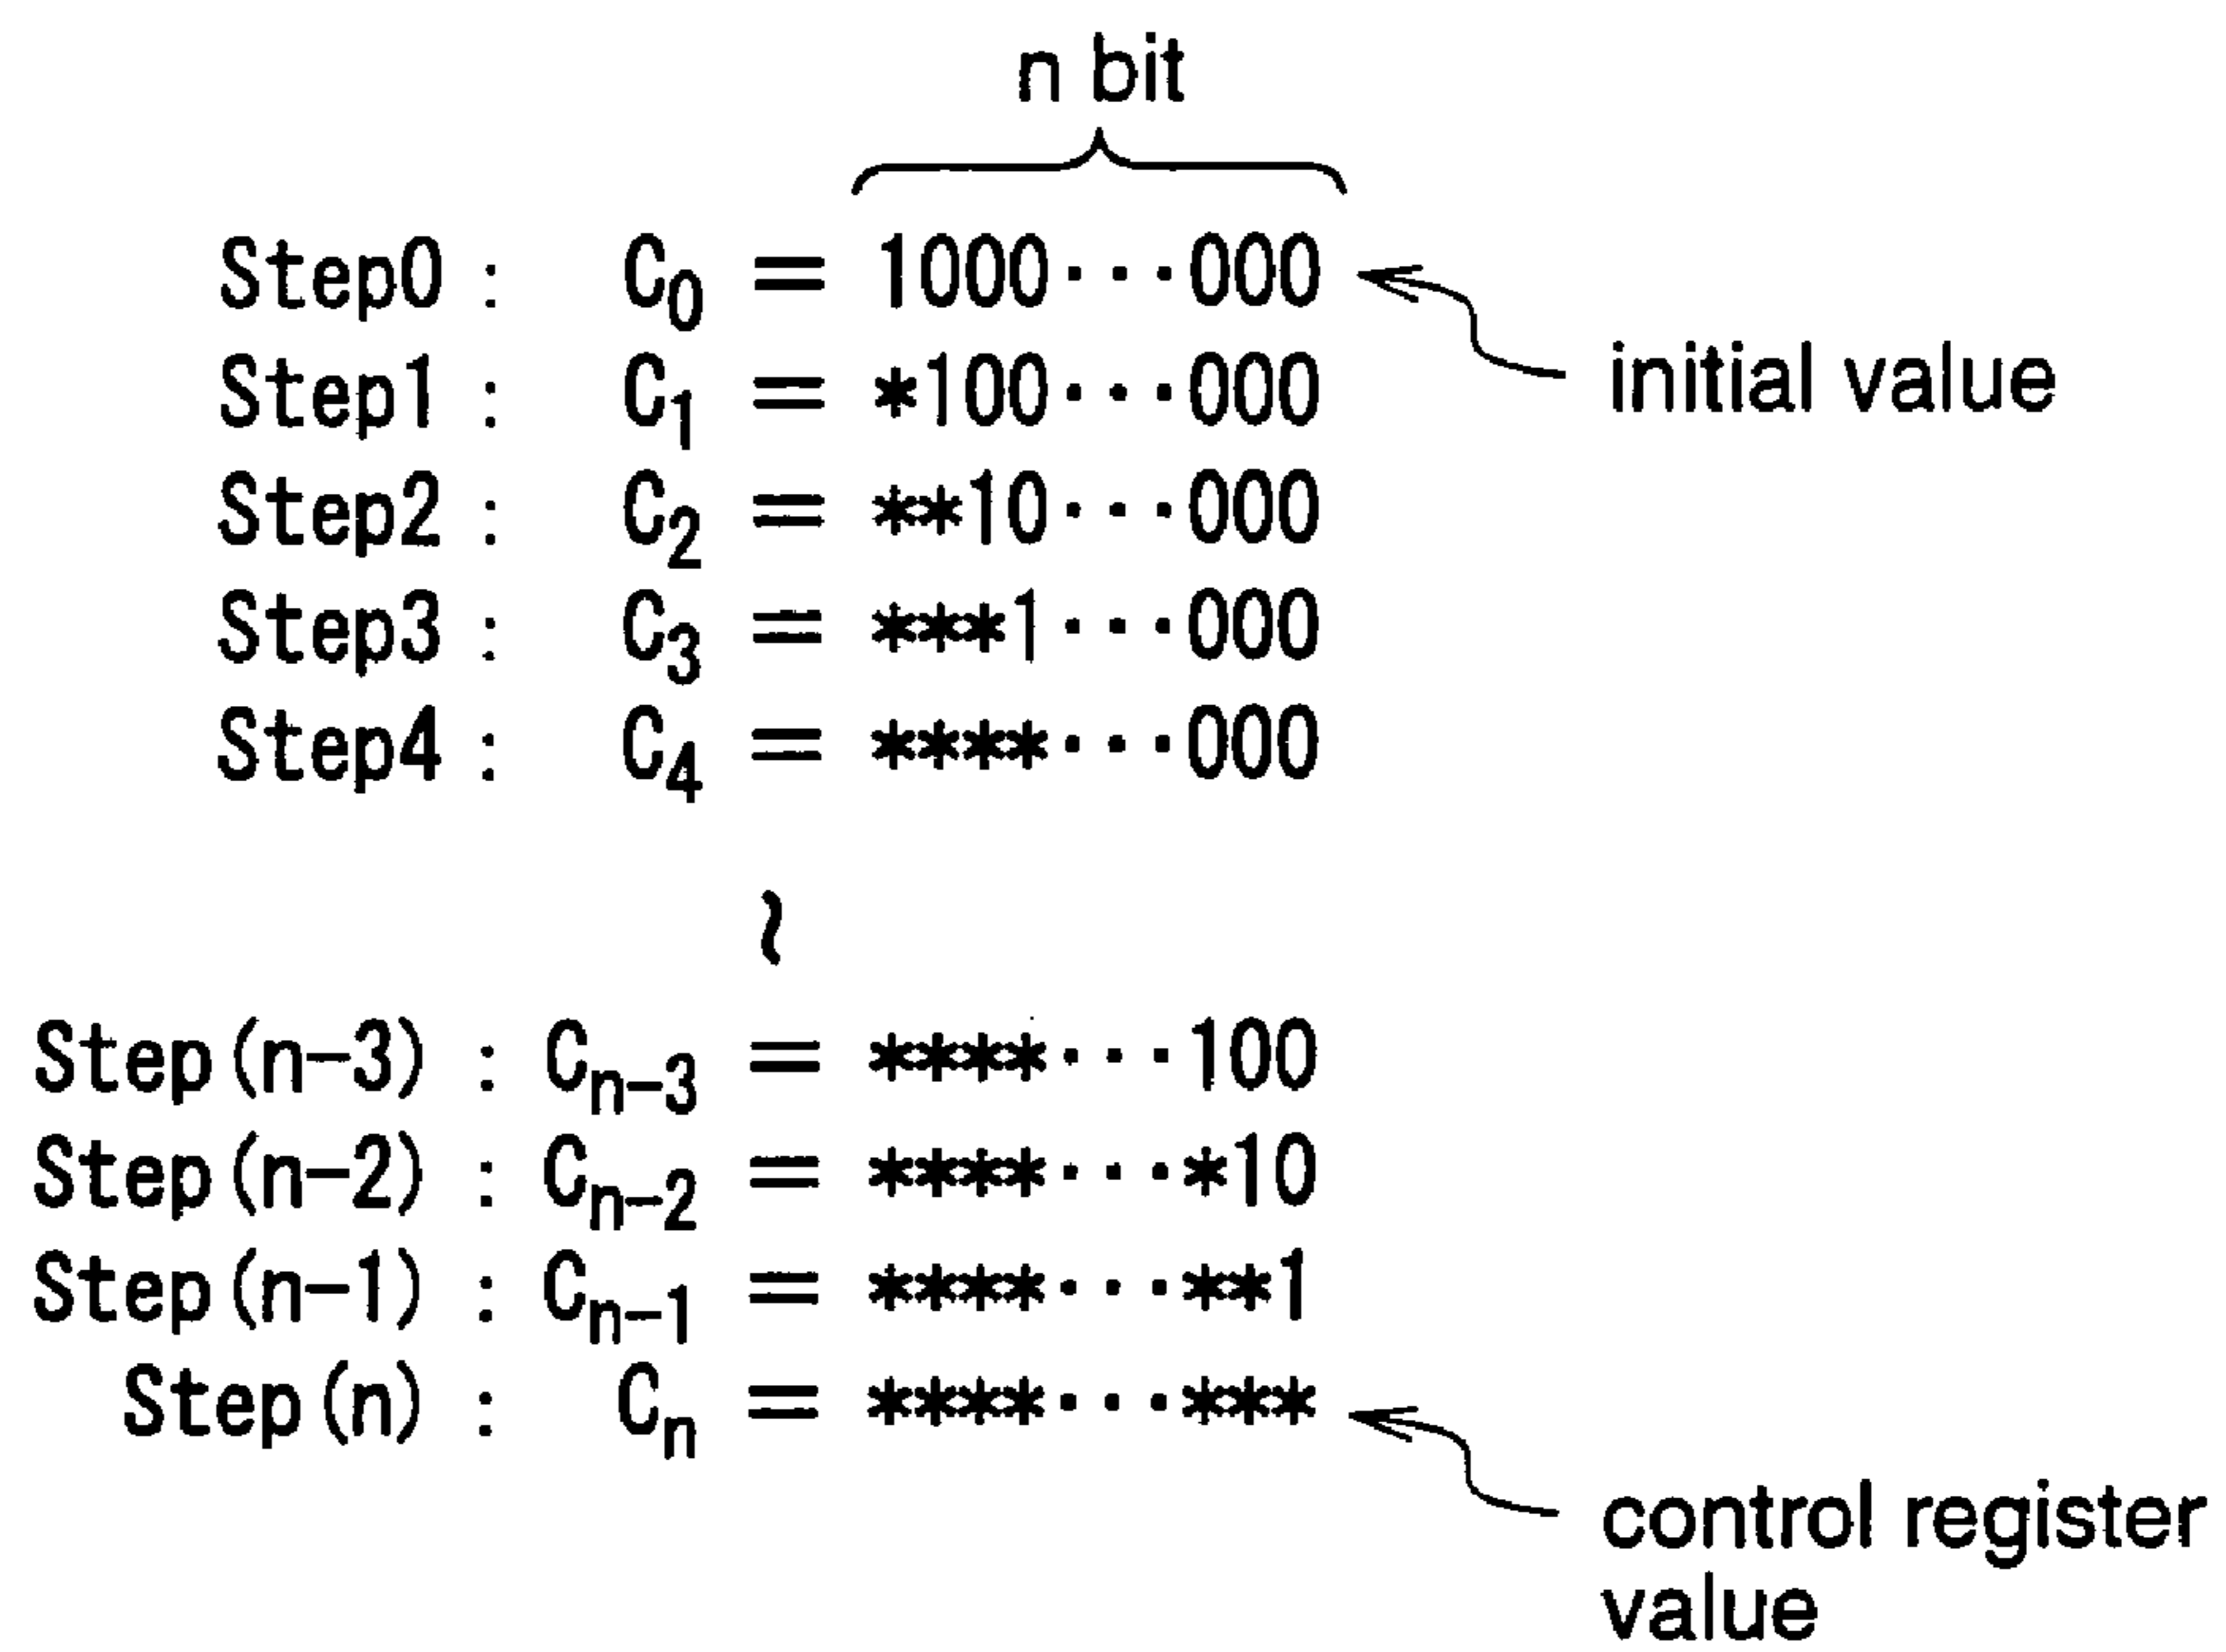 n bit
Step0 : C0 = 1000···000
initial value
Step1 : C1 = *100···000
Step2 : C2 = **10···000
Step3 : C3 = ***1···000
Step4 : C4 = ****···000
≀
Step(n-3) : Cn-3 = ****···100
Step(n-2) : Cn-2 = ****···*10
Step(n-1) : Cn-1 = ****···**1
Step(n) : Cn = ****···***
control register
value